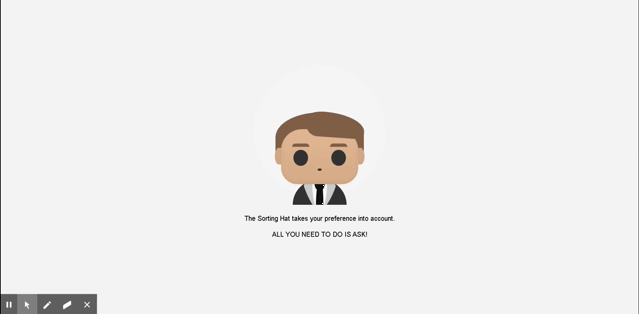 The Sorting Hat takes your preference into account.
ALL YOU NEED TO DO IS ASK!